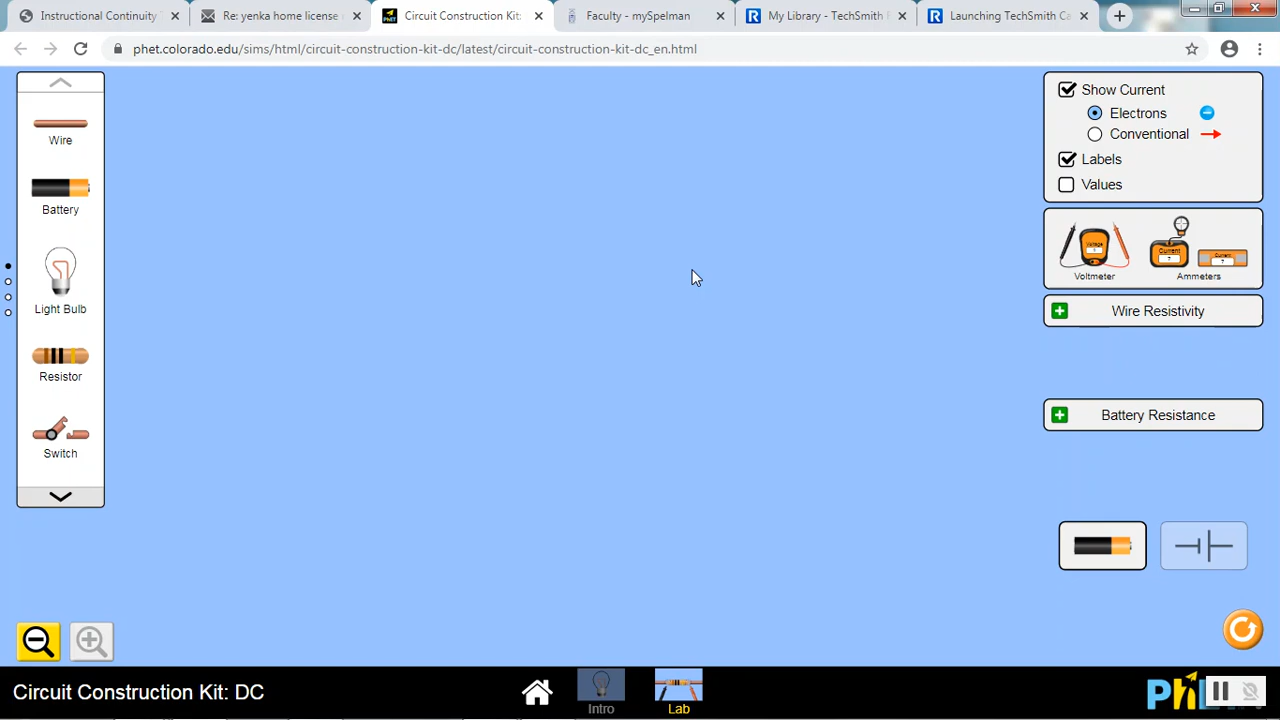 Instructional Continuity
Re: yenka home license
Circuit Construction Kit:
Faculty - mySpelman
My Library - TechSmith
Launching TechSmith Ca
phet.colorado.edu/sims/html/circuit-construction-kit-dc/latest/circuit-construction-kit-dc_en.html
Wire
Battery
Light Bulb
Resistor
Switch
Show Current
Electrons
Conventional
Labels
Values
Voltmeter
Ammeters
Wire Resistivity
Battery Resistance
Circuit Construction Kit: DC
Intro
Lab